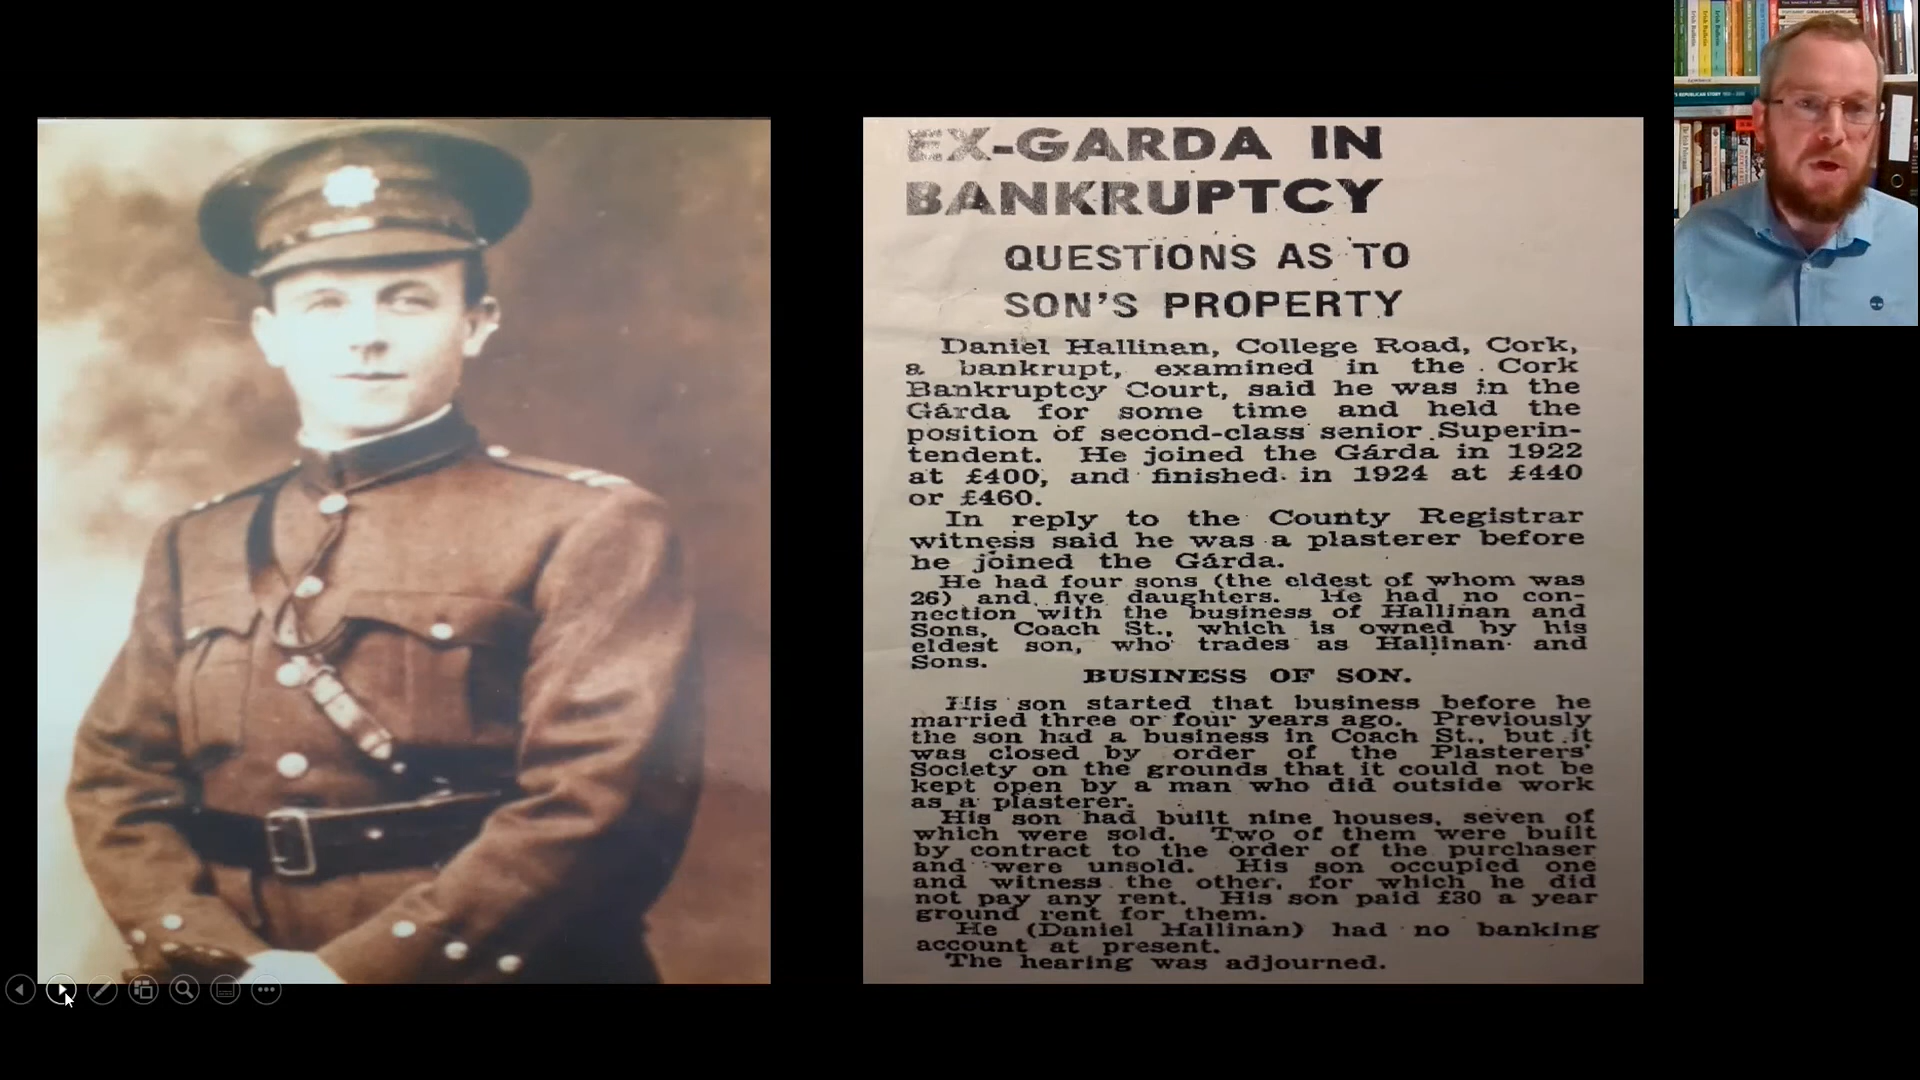 EX-GARDA IN
BANKRUPTCY
QUESTIONS AS TO
SON'S PROPERTY
Daniel Hallinan, College Road, Cork,
a bankrupt, examined in the Cork
Bankruptcy Court, said he was in the
Gárda for some time and held the
position of second-class senior Superin-
tendent. He joined the Gárda in 1922
at £400, and finished in 1924 at £440
or £460.
In reply to the County Registrar
witness said he was a plasterer before
he joined the Gárda.
He had four sons (the eldest of whom was
26) and five daughters. He had no con-
nection with the business of Hallinan and
Sons, Coach St., which is owned by his
eldest son, who trades as Hallinan and
Sons.
BUSINESS OF SON.
His son started that business before he
married three or four years ago. Previously
the son had a business in Coach St., but it
was closed by order of the Plasterers'
Society on the grounds that it could not be
kept open by a man who did outside work
as a plasterer.
His son had built nine houses, seven of
which were sold. Two of them were built
by contract to the order of the purchaser
and were unsold. His son occupied one
and witness the other, for which he did
not pay any rent. His son paid £30 a year
ground rent for them.
He (Daniel Hallinan) had no banking
account at present.
The hearing was adjourned.